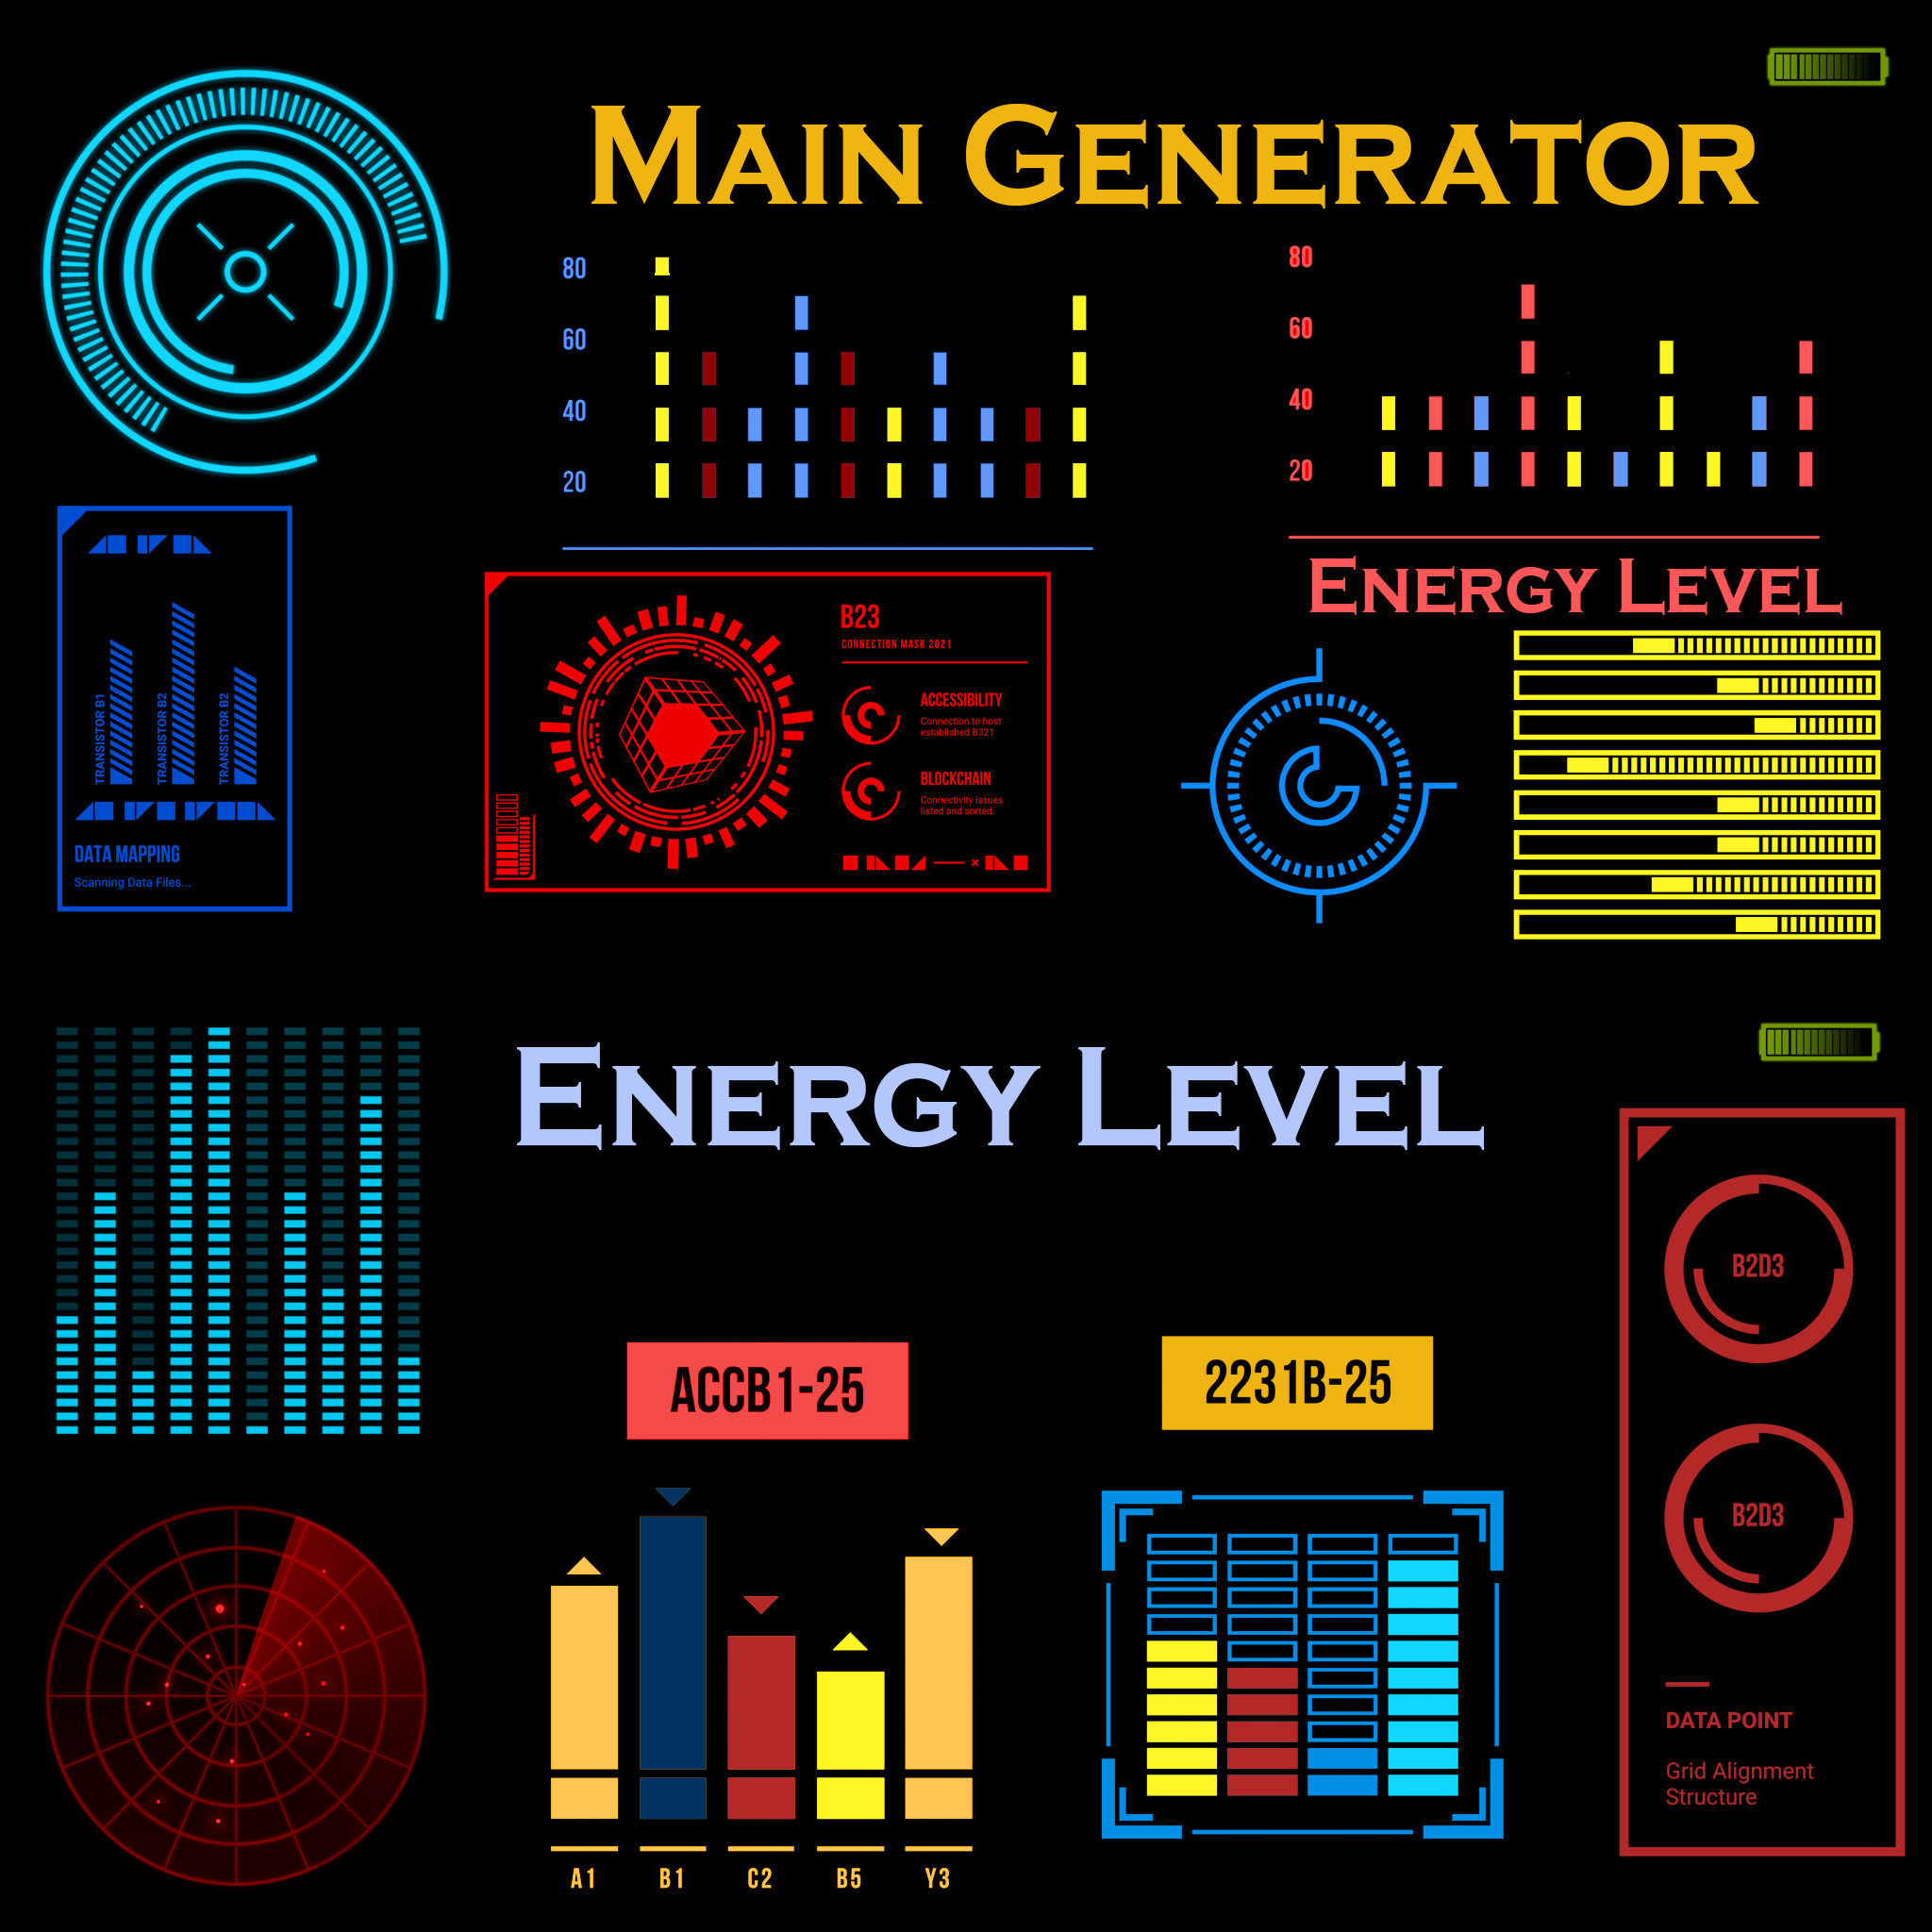 MAIN GENERATOR
80
60
40
20
80
60
40
20
ENERGY LEVEL
TRANSISTOR B1
TRANSISTOR B2
TRANSISTOR B2
DATA MAPPING
Scanning Data Files...
B23
CONNECTION MASK 2021
ACCESSIBILITY
Connection to host
established B321
BLOCKCHAIN
Connectivity issues
listed and sorted.
ENERGY LEVEL
ACCB1-25
2231B-25
A1
B1
C2
B5
Y3
B2D3
B2D3
DATA POINT
Grid Alignment
Structure